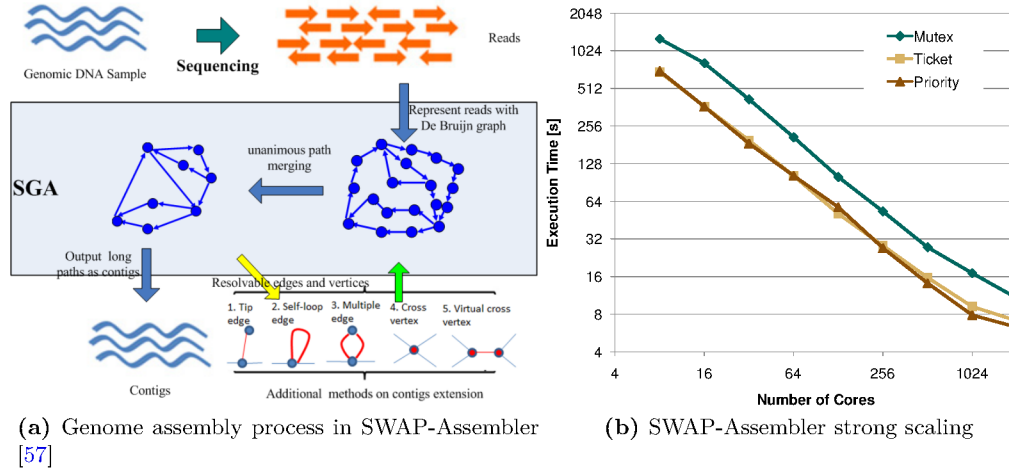 Genomic DNA Sample
Sequencing
Reads
Represent reads with
De Bruijn graph
unanimous path
merging
SGA
Output long
paths as contigs
Resolvable edges and vertices
1. Tip
edge
2. Self-loop
edge
3. Multiple
edge
4. Cross
vertex
5. Virtual cross
vertex
Contigs
Additional methods on contigs extension
(a) Genome assembly process in SWAP-Assembler
[57]
2048
1024
512
256
128
64
32
16
8
4
Execution Time [s]
Mutex
Ticket
Priority
4
16
64
256
1024
Number of Cores
(b) SWAP-Assembler strong scaling